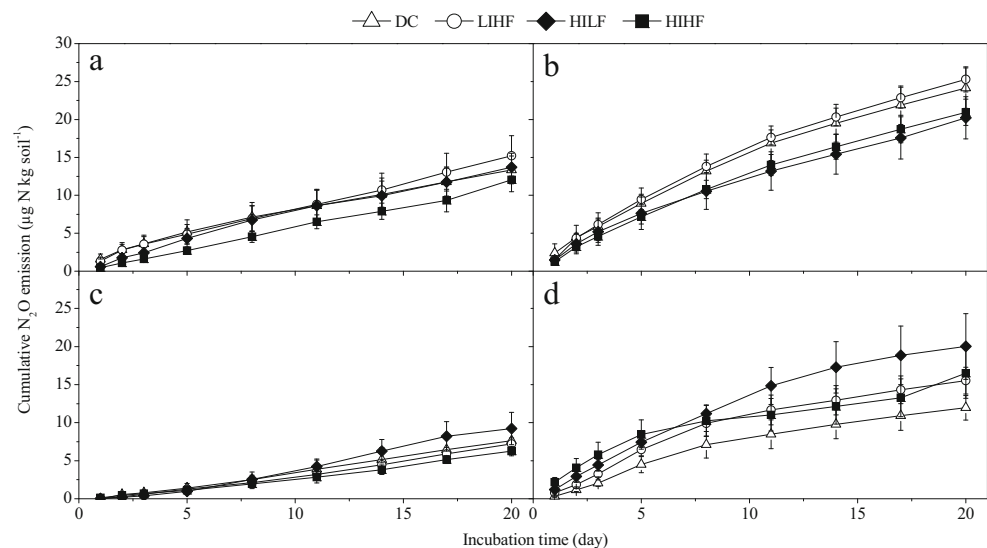 DC LIHF HILF HIHF
a
b
30
25
20
15
10
5
0
c
d
25
20
15
10
5
0
0 5 10 15 20 0 5 10 15 20
Cumulative N₂O emission (µg N kg soil⁻¹)
Incubation time (day)